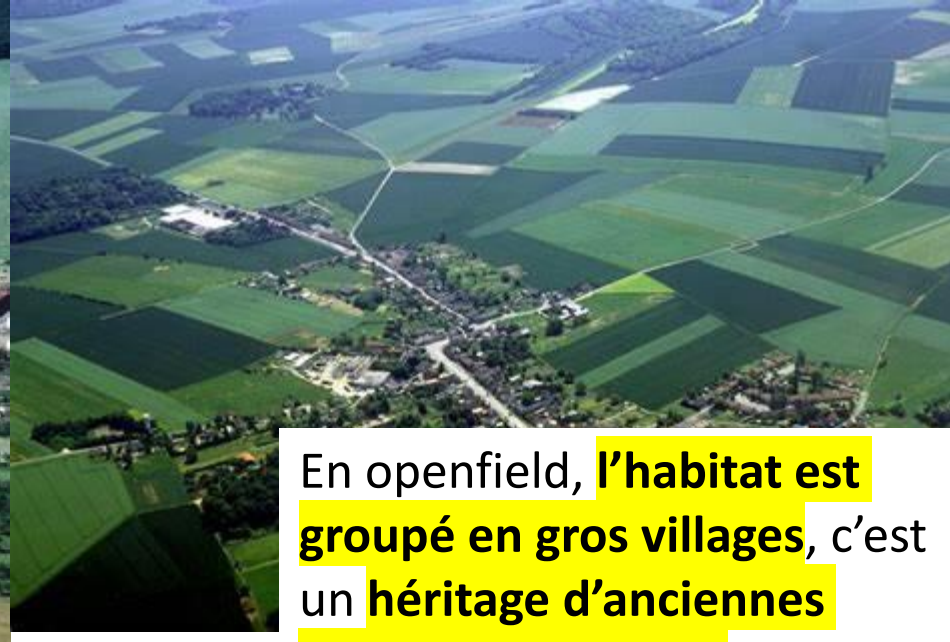 En openfield, l’habitat est
groupé en gros villages, c’est
un héritage d’anciennes